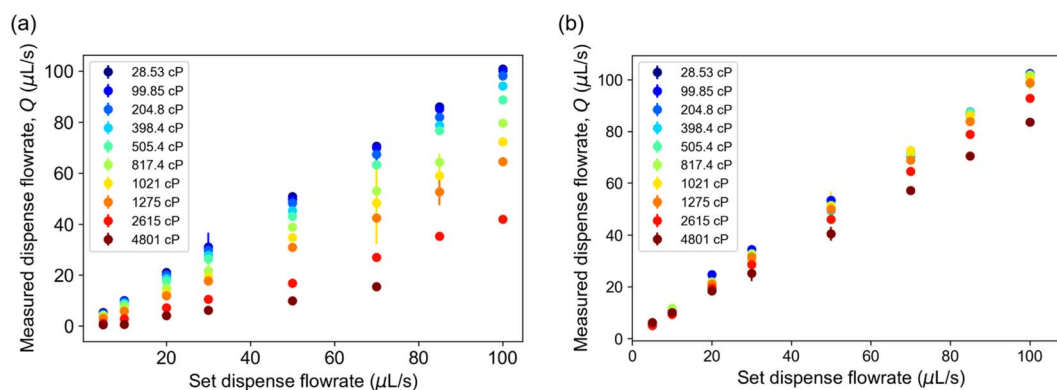 (a)
Measured dispense flowrate, Q (μL/s)
100
80
60
40
20
0
28.53 cP
99.85 cP
204.8 cP
398.4 cP
505.4 cP
817.4 cP
1021 cP
1275 cP
2615 cP
4801 cP
20 40 60 80 100
Set dispense flowrate (μL/s)
(b)
Measured dispense flowrate, Q (μL/s)
100
80
60
40
20
0
28.53 cP
99.85 cP
204.8 cP
398.4 cP
505.4 cP
817.4 cP
1021 cP
1275 cP
2615 cP
4801 cP
0 20 40 60 80 100
Set dispense flowrate (μL/s)